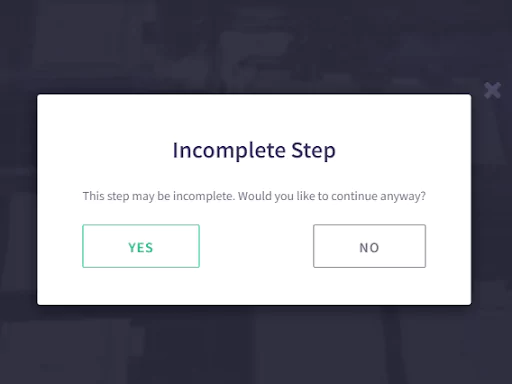 Incomplete Step
This step may be incomplete. Would you like to continue anyway?
YES
NO